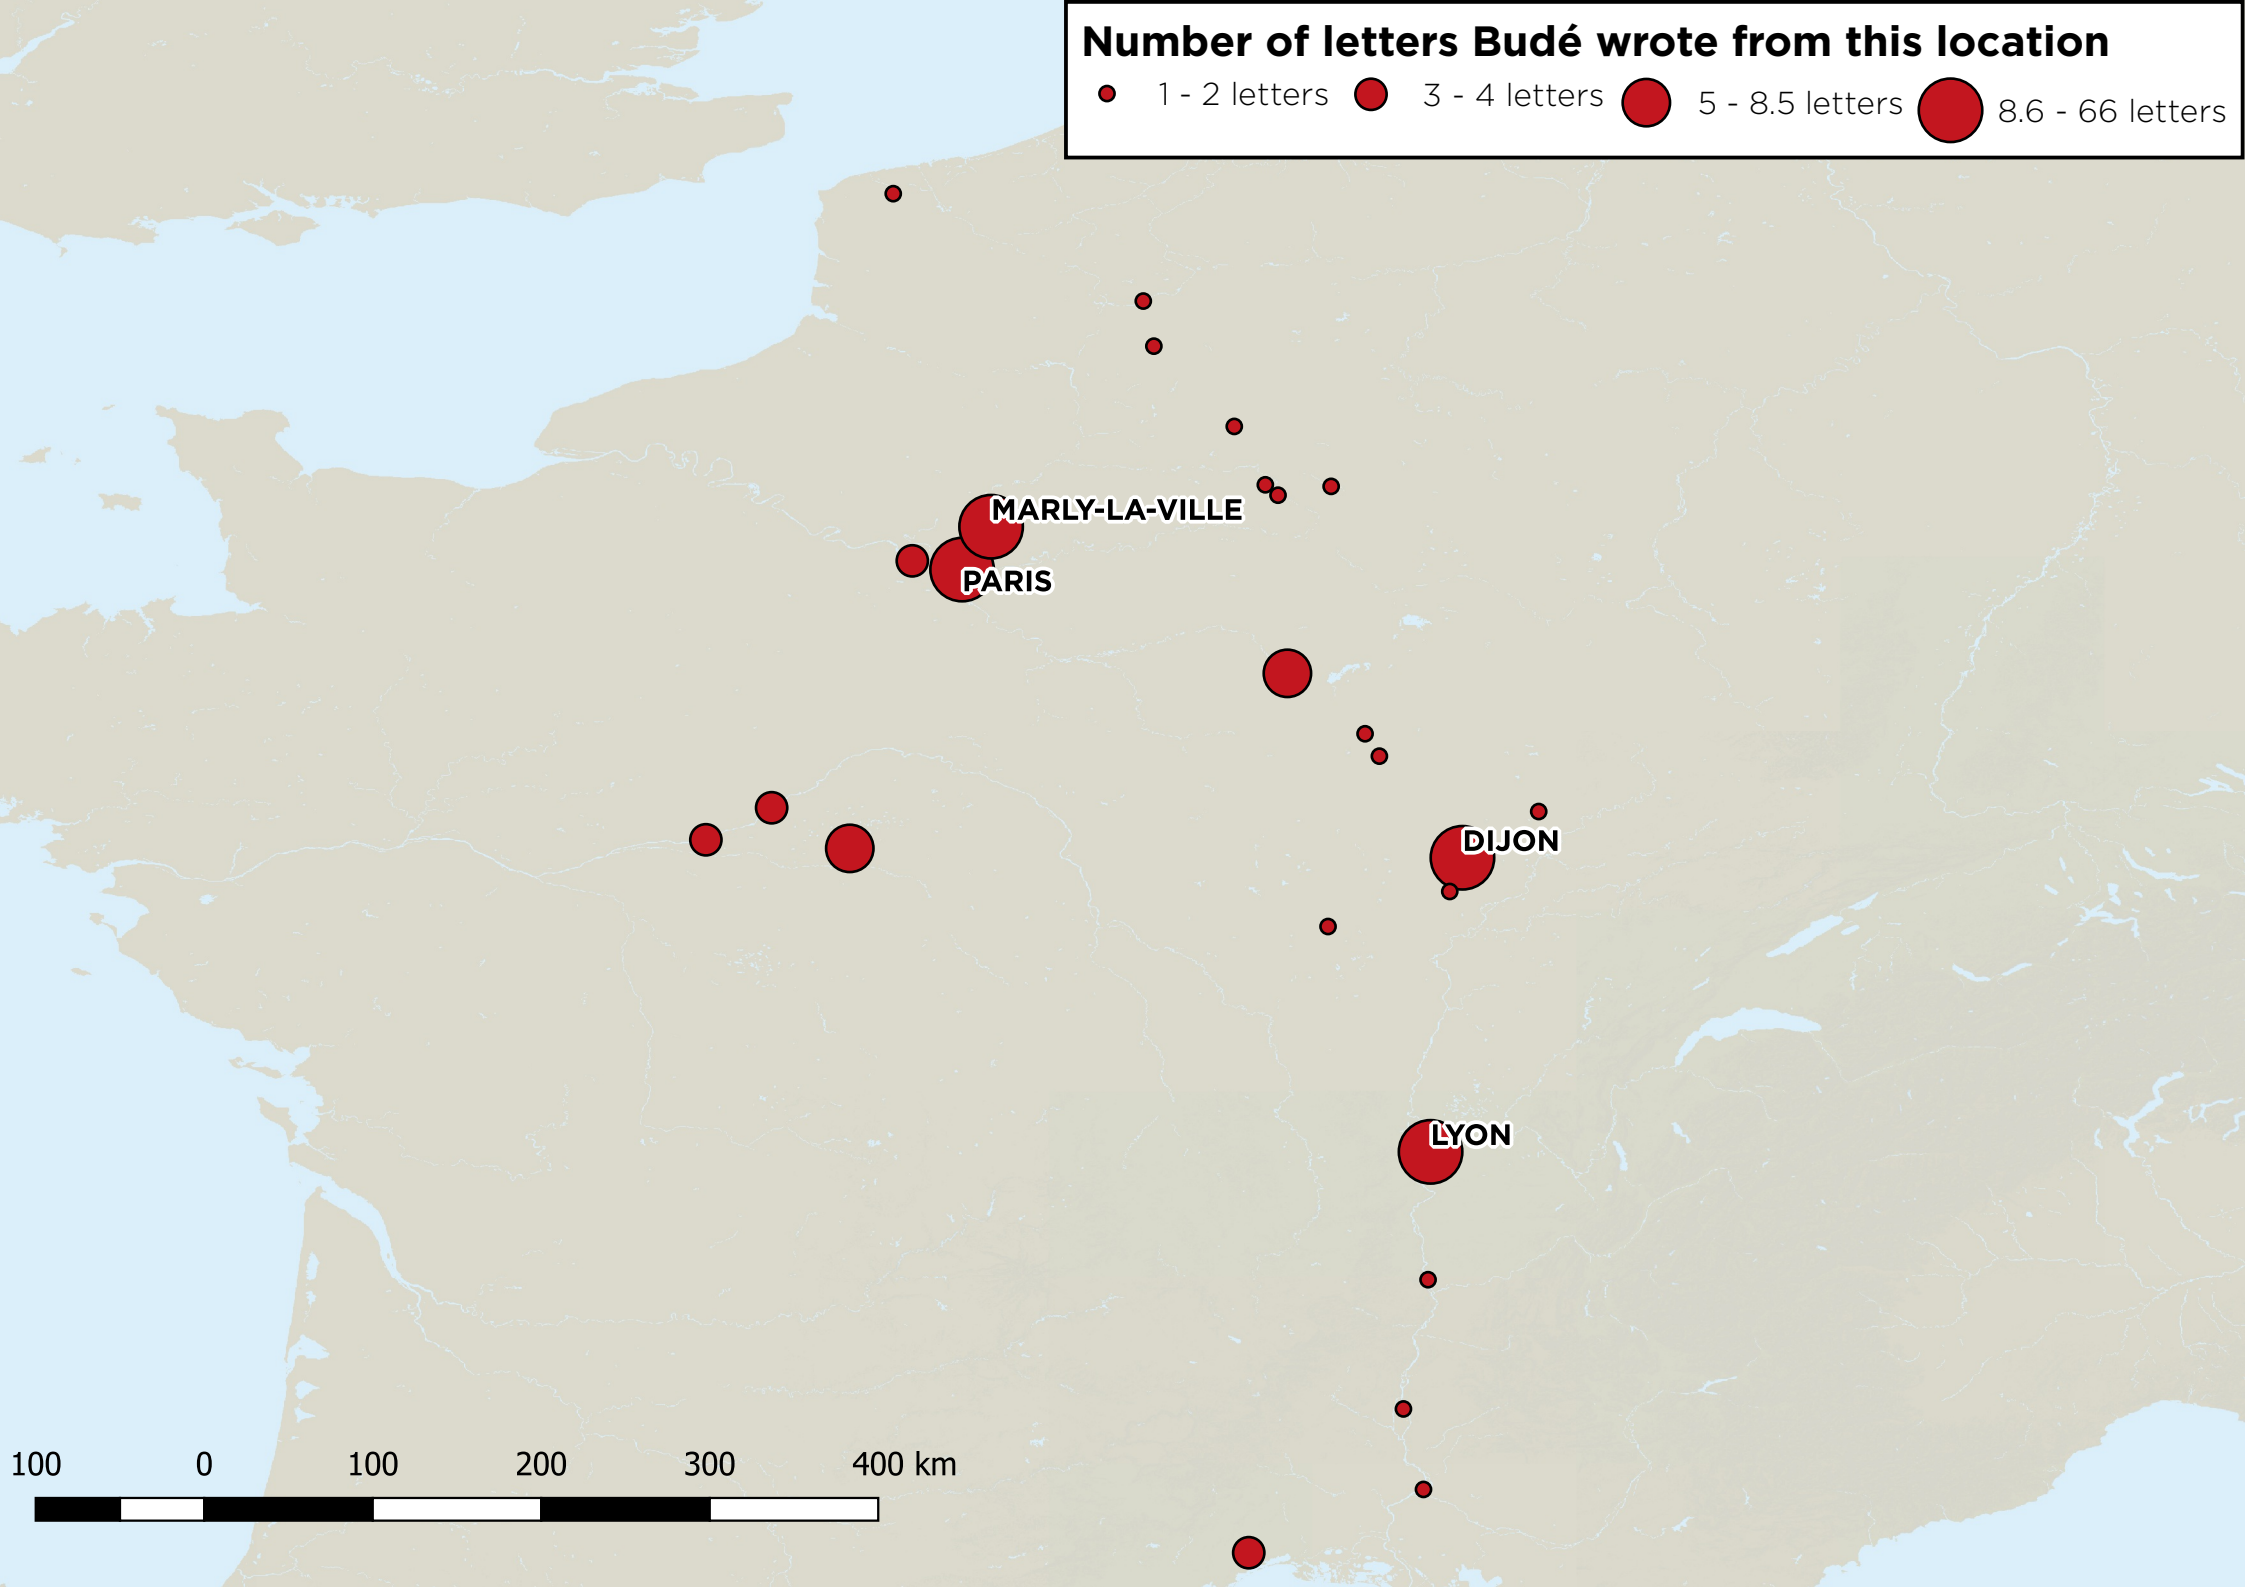 Number of letters Budé wrote from this location
1 - 2 letters 3 - 4 letters 5 - 8.5 letters 8.6 - 66 letters
MARLY-LA-VILLE
PARIS
DIJON
LYON
100 0 100 200 300 400 km